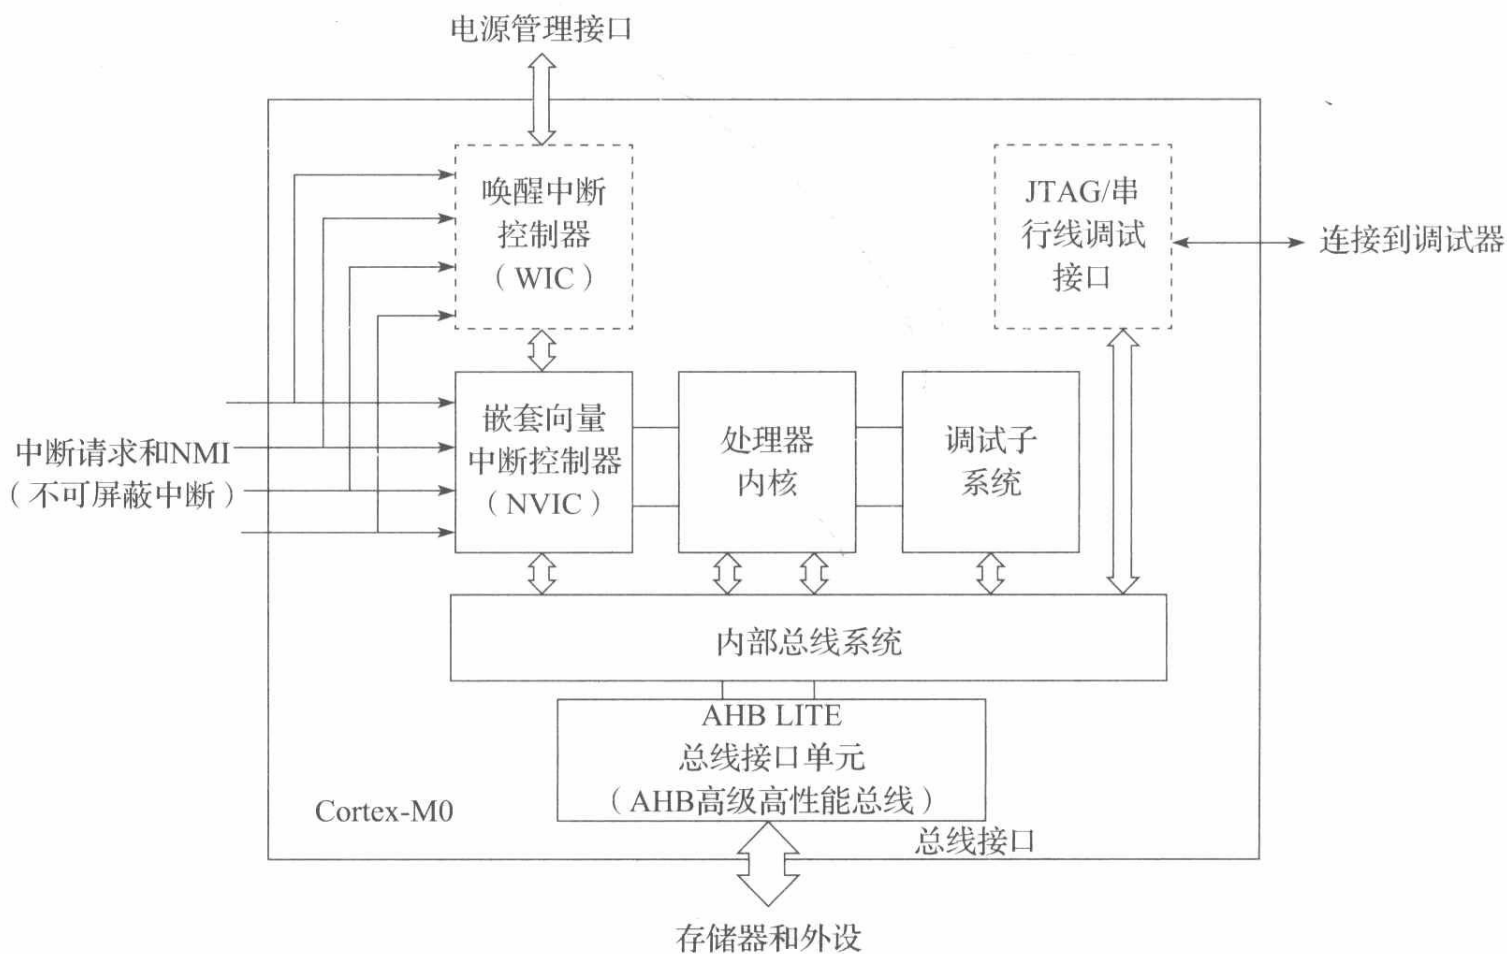 电源管理接口
唤醒中断
控制器
（WIC）
JTAG/串
行线调试
接口
连接到调试器
中断请求和NMI
（不可屏蔽中断）
嵌套向量
中断控制器
（NVIC）
处理器
内核
调试子
系统
内部总线系统
AHB LITE
总线接口单元
（AHB高级高性能总线）
Cortex-M0
总线接口
存储器和外设